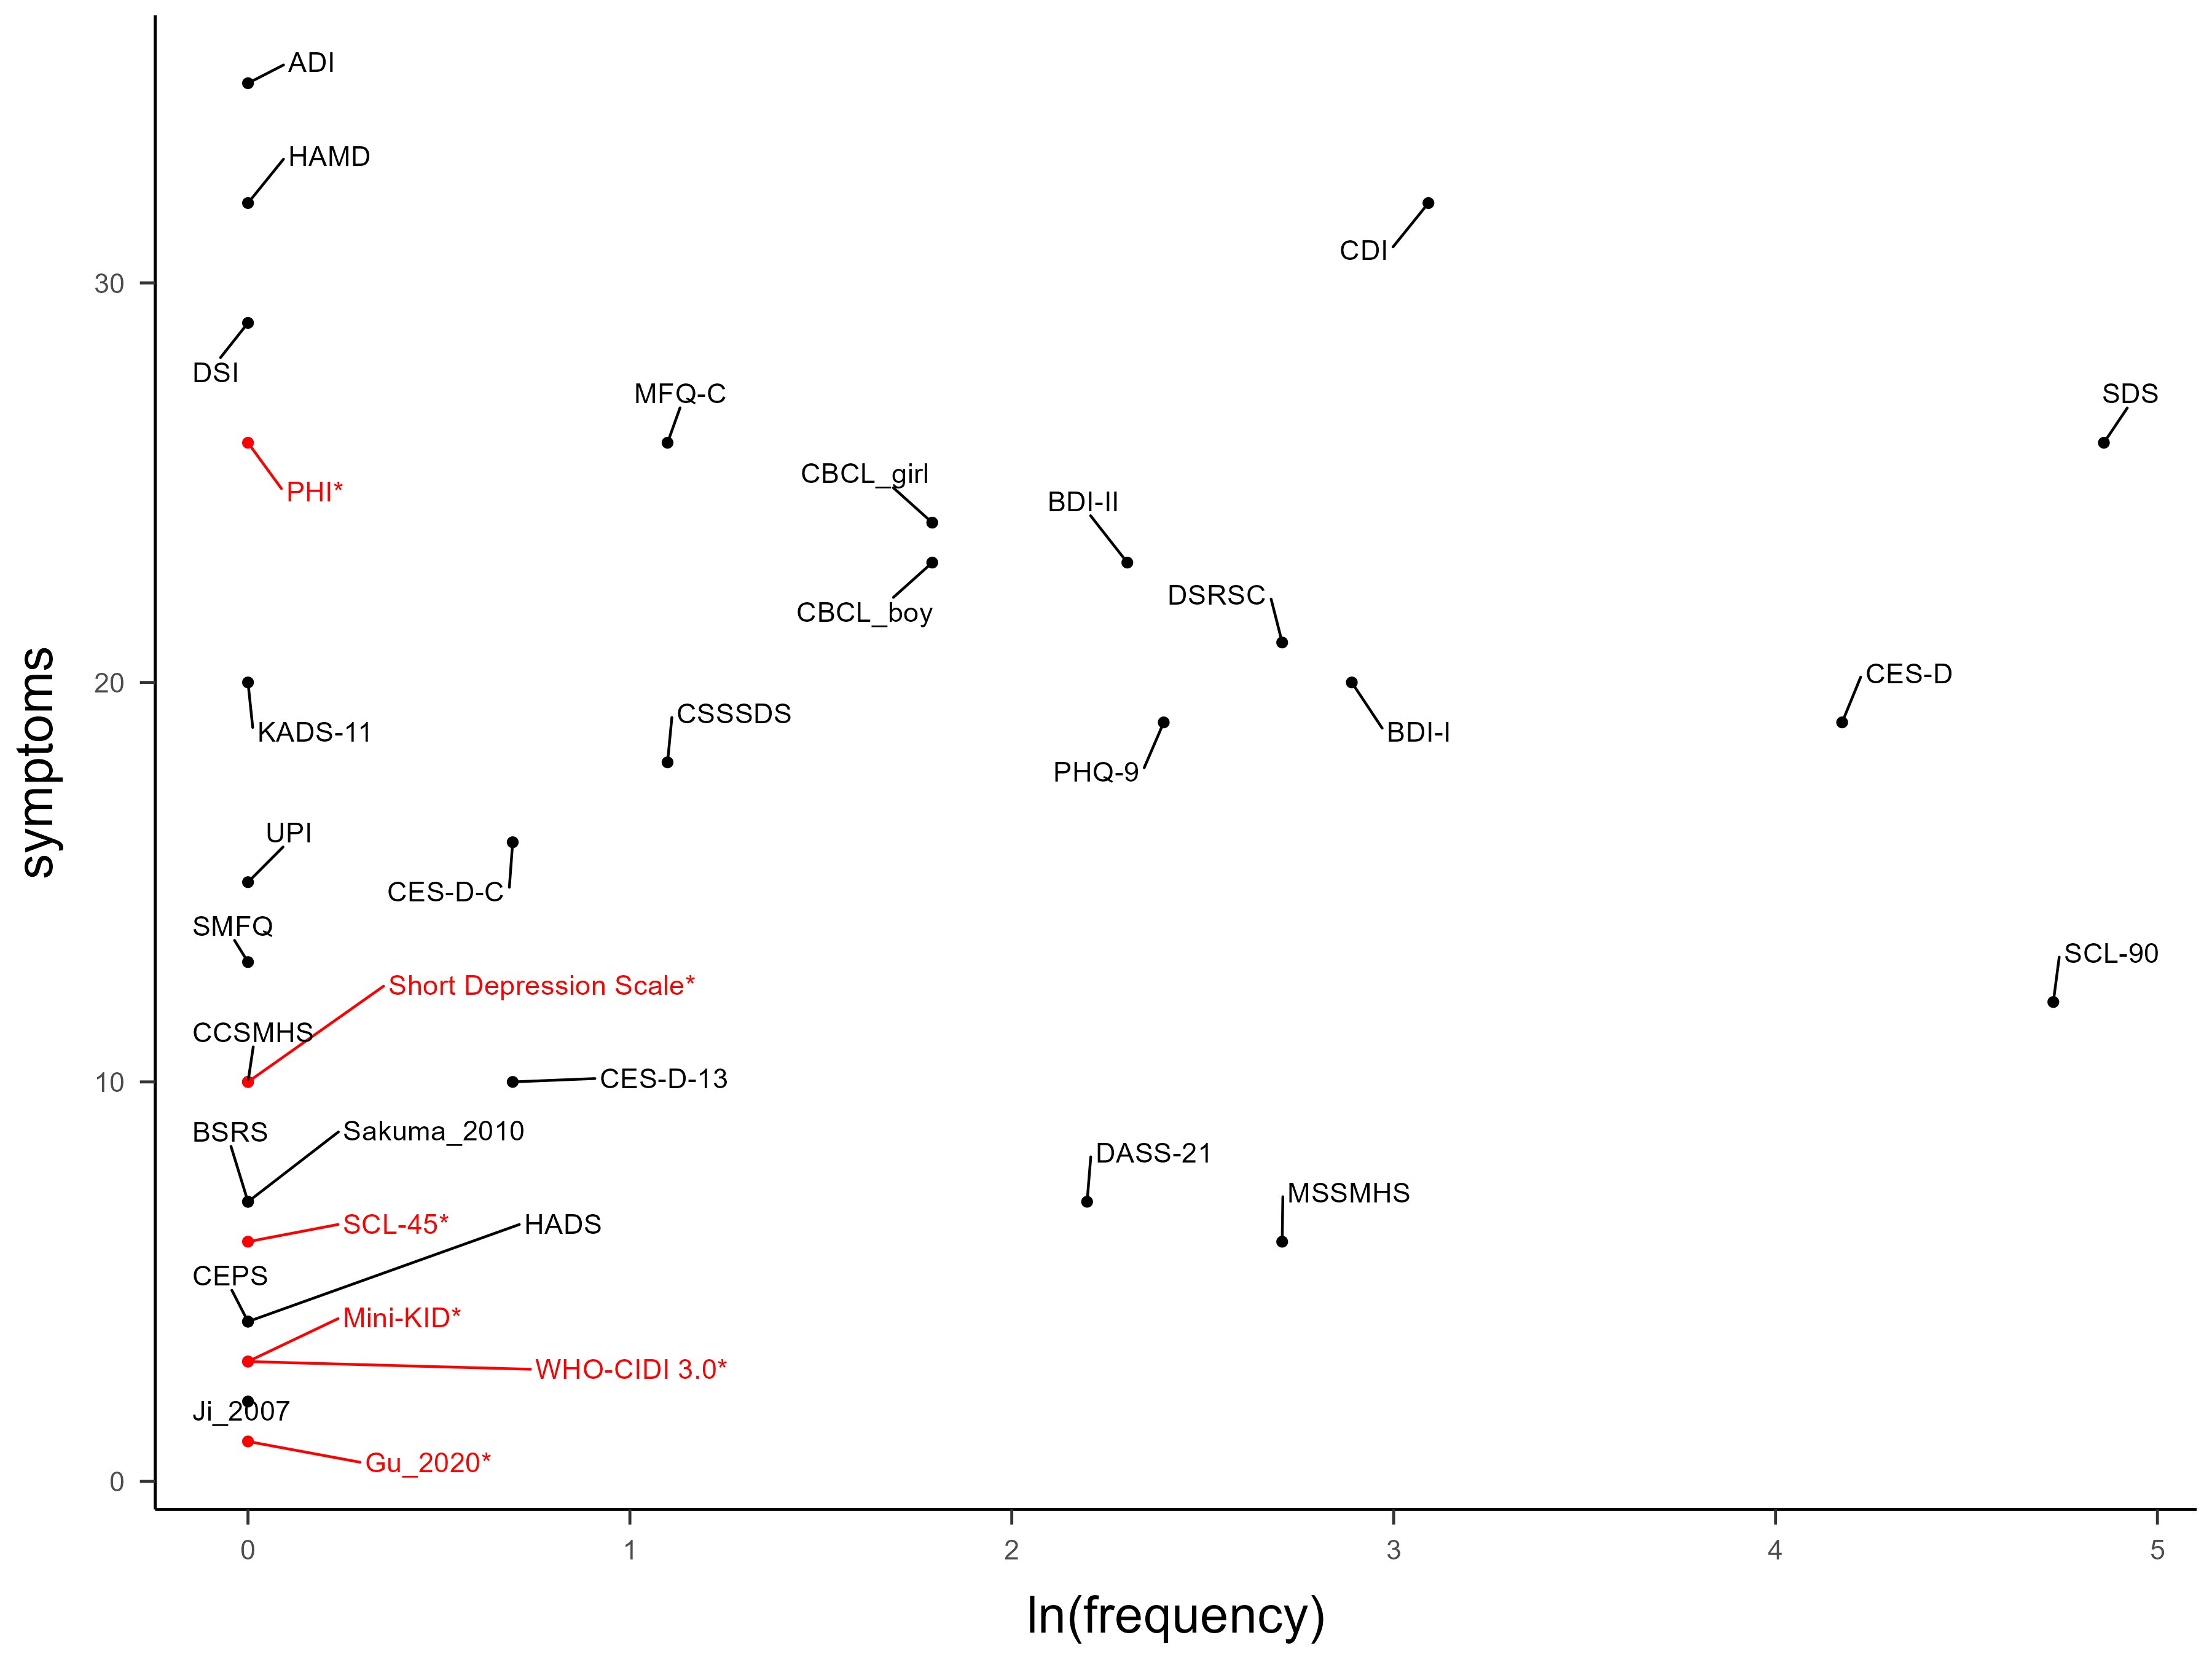 ADI
HAMD
CDI
30
DSI
MFQ-C
SDS
CBCL_girl
PHI*
BDI-II
DSRSC
CBCL_boy
CES-D
20
CSSSDS
KADS-11
BDI-I
PHQ-9
symptoms
UPI
CES-D-C
SMFQ
SCL-90
Short Depression Scale*
CCSMHS
10
CES-D-13
BSRS
Sakuma_2010
DASS-21
MSSMHS
SCL-45*
HADS
CEPS
Mini-KID*
WHO-CIDI 3.0*
Ji_2007
Gu_2020*
0
0 1 2 3 4 5
ln(frequency)